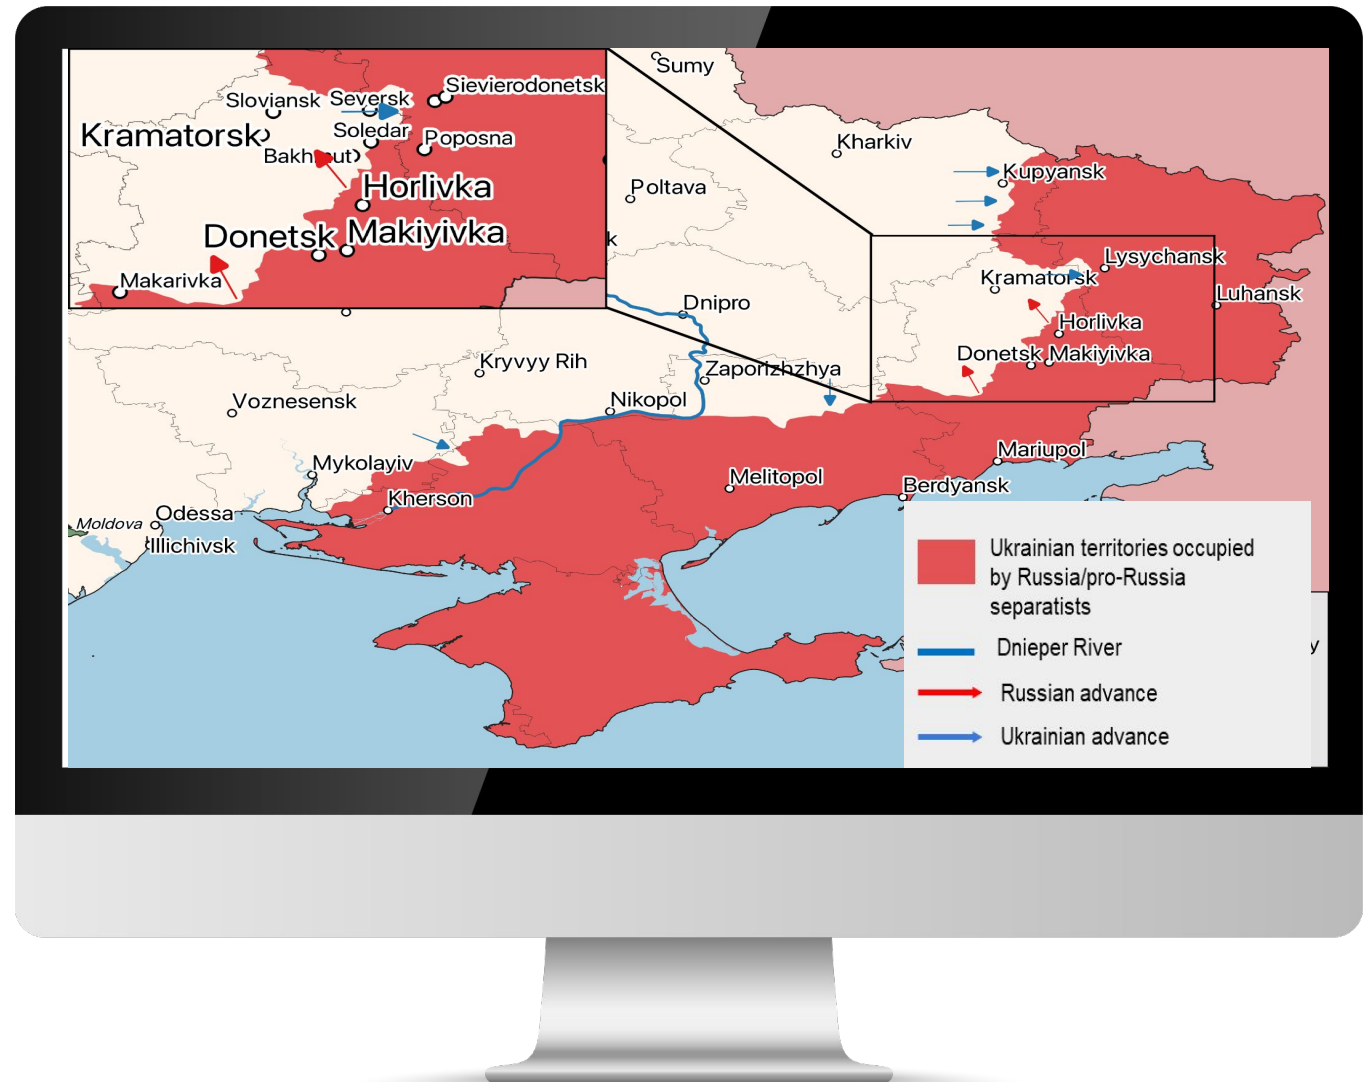 Sumy
Sievierodonetsk
Sloviansk
Seversk
Kramatorsk
Soledar
Poposna
Bakhmut
Kharkiv
Kupyansk
Poltava
Horlivka
Donetsk
Makiyivka
k
Makarivka
Lysychansk
Kramatorsk
Luhansk
Dnipro
Horlivka
Donetsk
Makiyivka
Kryvyy Rih
Zaporizhzhya
Voznesensk
Nikopol
Mykolayiv
Mariupol
Melitopol
Berdyansk
Kherson
Odessa
Moldova
Illichivsk
Ukrainian territories occupied
by Russia/pro-Russia
separatists
Dnieper River
y
Russian advance
Ukrainian advance